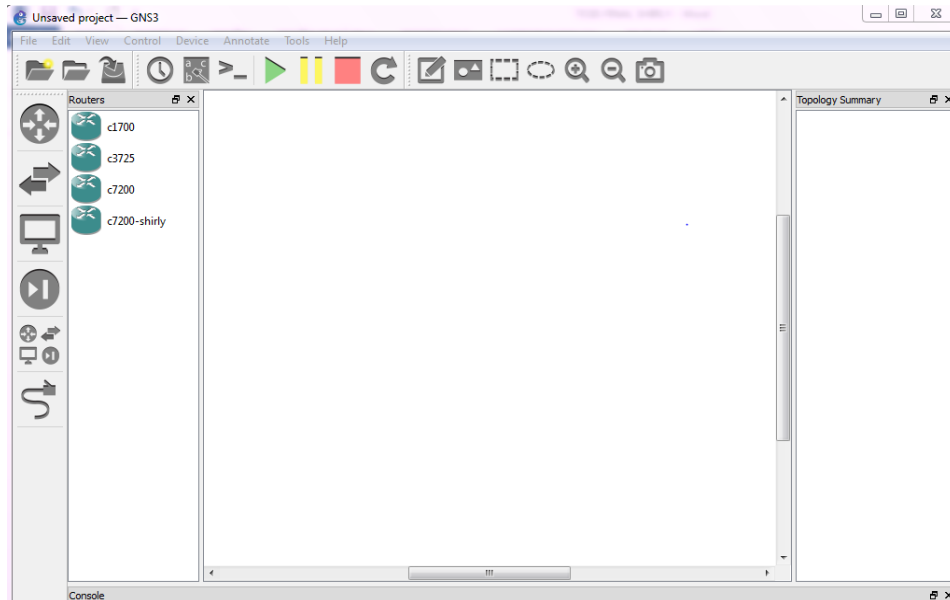 Unsaved project — GNS3
File Edit View Control Device Annotate Tools Help
Routers
Topology Summary
c1700
c3725
c7200
c7200-shirly
Console